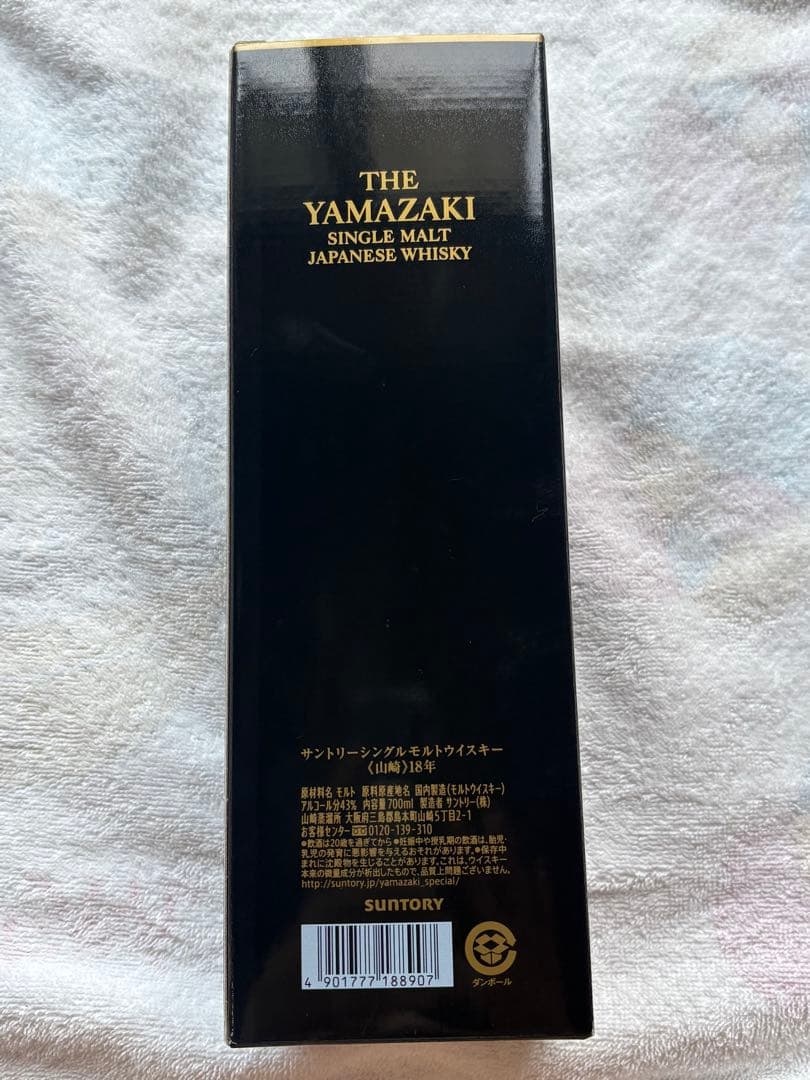 THE
YAMAZAKI
SINGLE MALT
JAPANESE WHISKY
サントリーシングルモルトウイスキー
《山崎》18年
原材料名 モルト 原料原産地名 国内製造(モルトウイスキー)
アルコール分43% 内容量700ml 製造者 サントリー(株)
山崎蒸溜所 大阪府三島郡島本町山崎5丁目2-1
お客様センター 0120-139-310
●飲酒は20歳を過ぎてから ●妊娠中や授乳期の飲酒は、胎児・
乳児の発育に悪影響を与えるおそれがあります。●保存中
まれに沈殿物を生じることがあります。これは、ウイスキー
本来の微量成分が析出したもので、品質上問題ございません。
http://suntory.jp/yamazaki_special/
SUNTORY
4 901777 188907
ダンボール